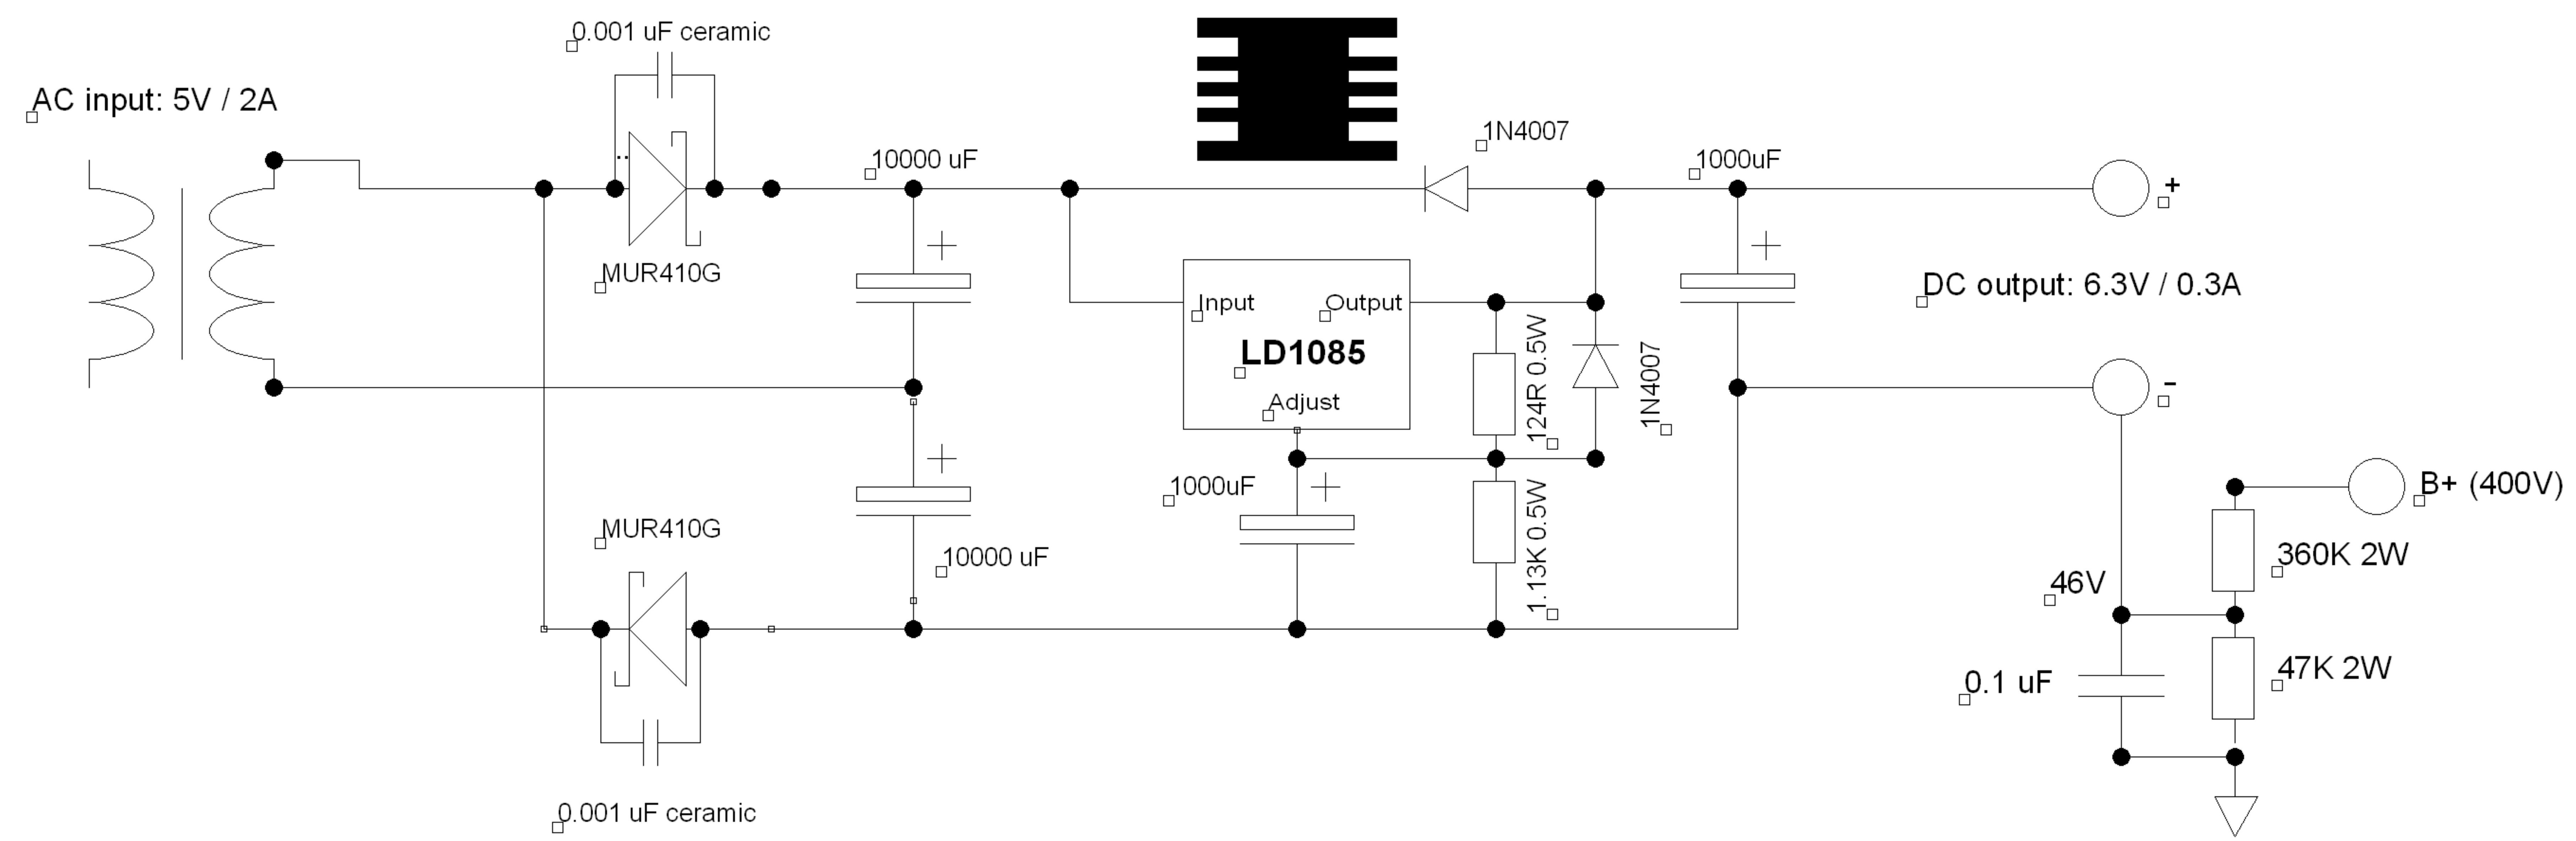 0.001 uF ceramic
AC input: 5V / 2A
1N4007
10000 uF
1000uF
+
MUR410G
Input
Output
DC output: 6.3V / 0.3A
LD1085
124R 0.5W
1N4007
Adjust
-
1000uF
B+ (400V)
MUR410G
1.13K 0.5W
10000 uF
360K 2W
46V
47K 2W
0.1 uF
0.001 uF ceramic